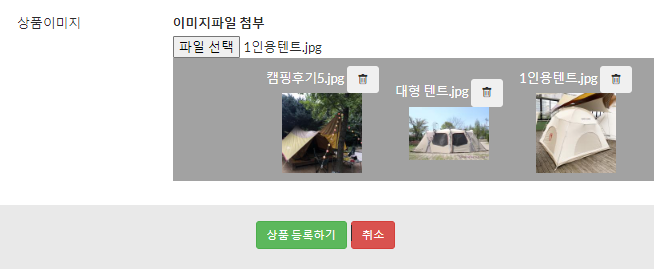 상품이미지
이미지파일 첨부
파일 선택 1인용텐트.jpg
캠핑후기5.jpg
대형 텐트.jpg
1인용텐트.jpg
상품 등록하기 취소